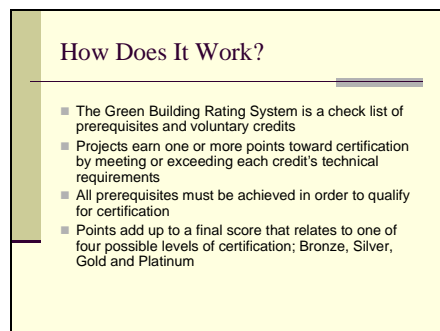 How Does It Work?
The Green Building Rating System is a check list of
prerequisites and voluntary credits
Projects earn one or more points toward certification
by meeting or exceeding each credit's technical
requirements
All prerequisites must be achieved in order to qualify
for certification
Points add up to a final score that relates to one of
four possible levels of certification; Bronze, Silver,
Gold and Platinum